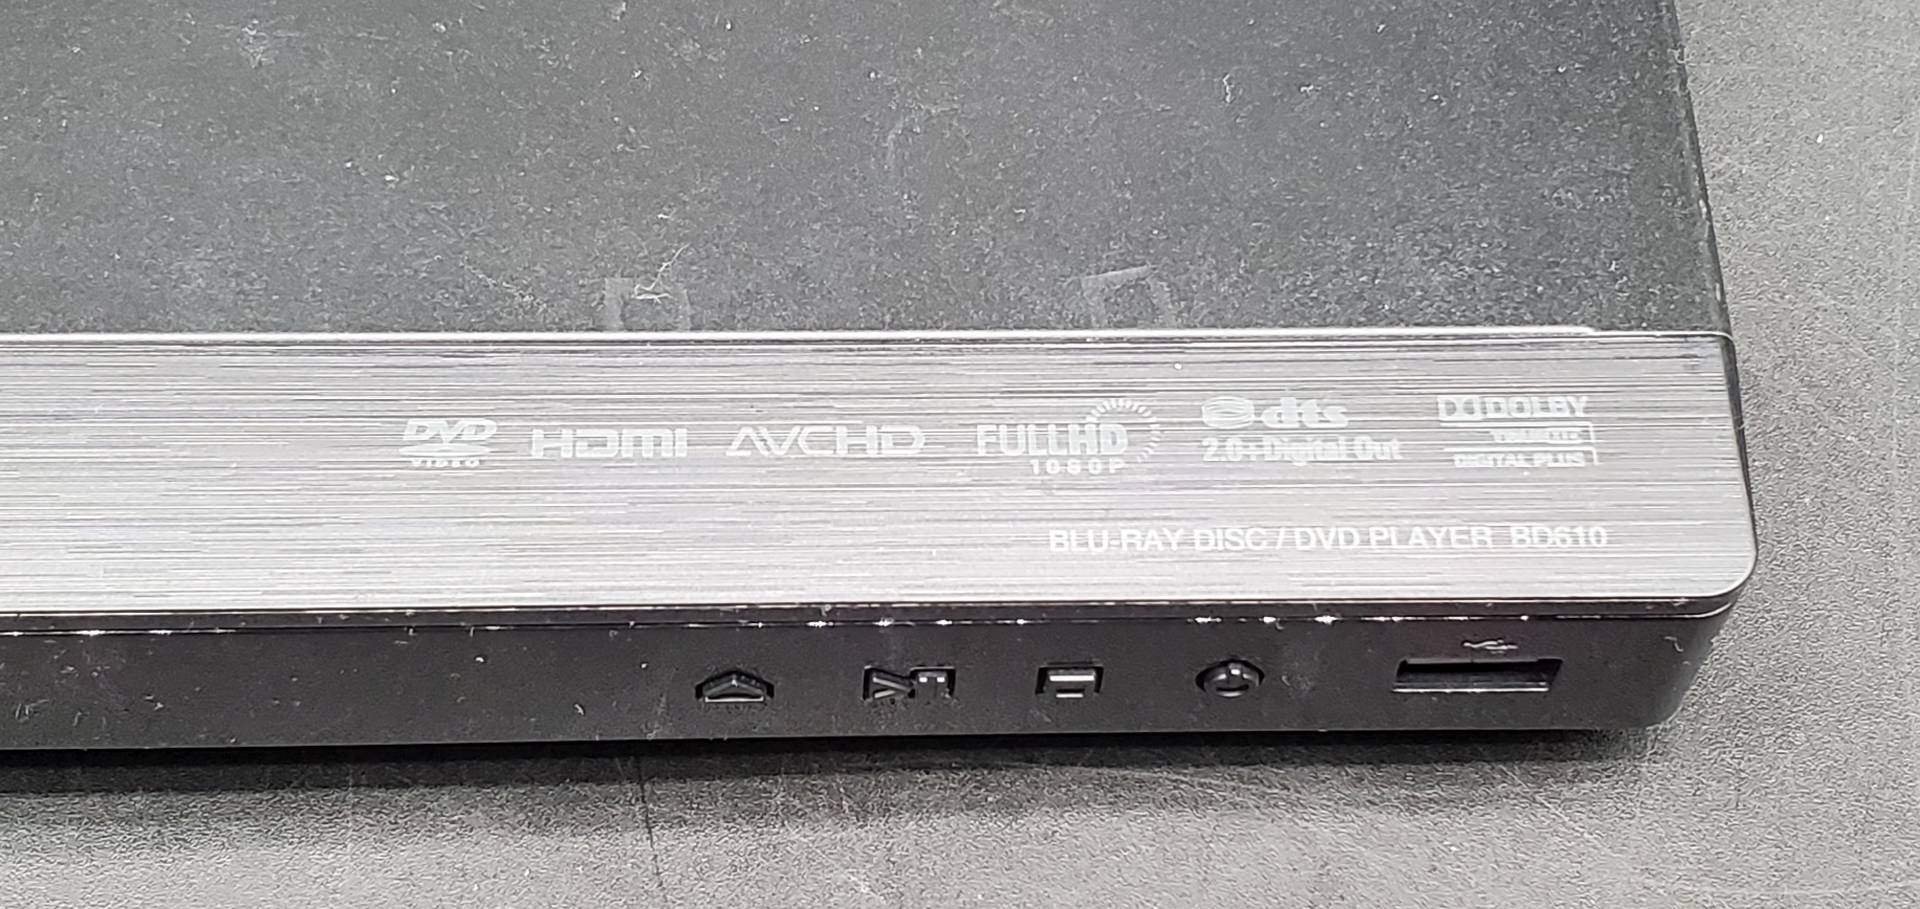 DVD
VIDEO
HDMI
AVCHD
FULLHD
1080P
dts
2.0+Digital Out
DOLBY
TRUEHD
DIGITAL PLUS
BLU-RAY DISC / DVD PLAYER BD610